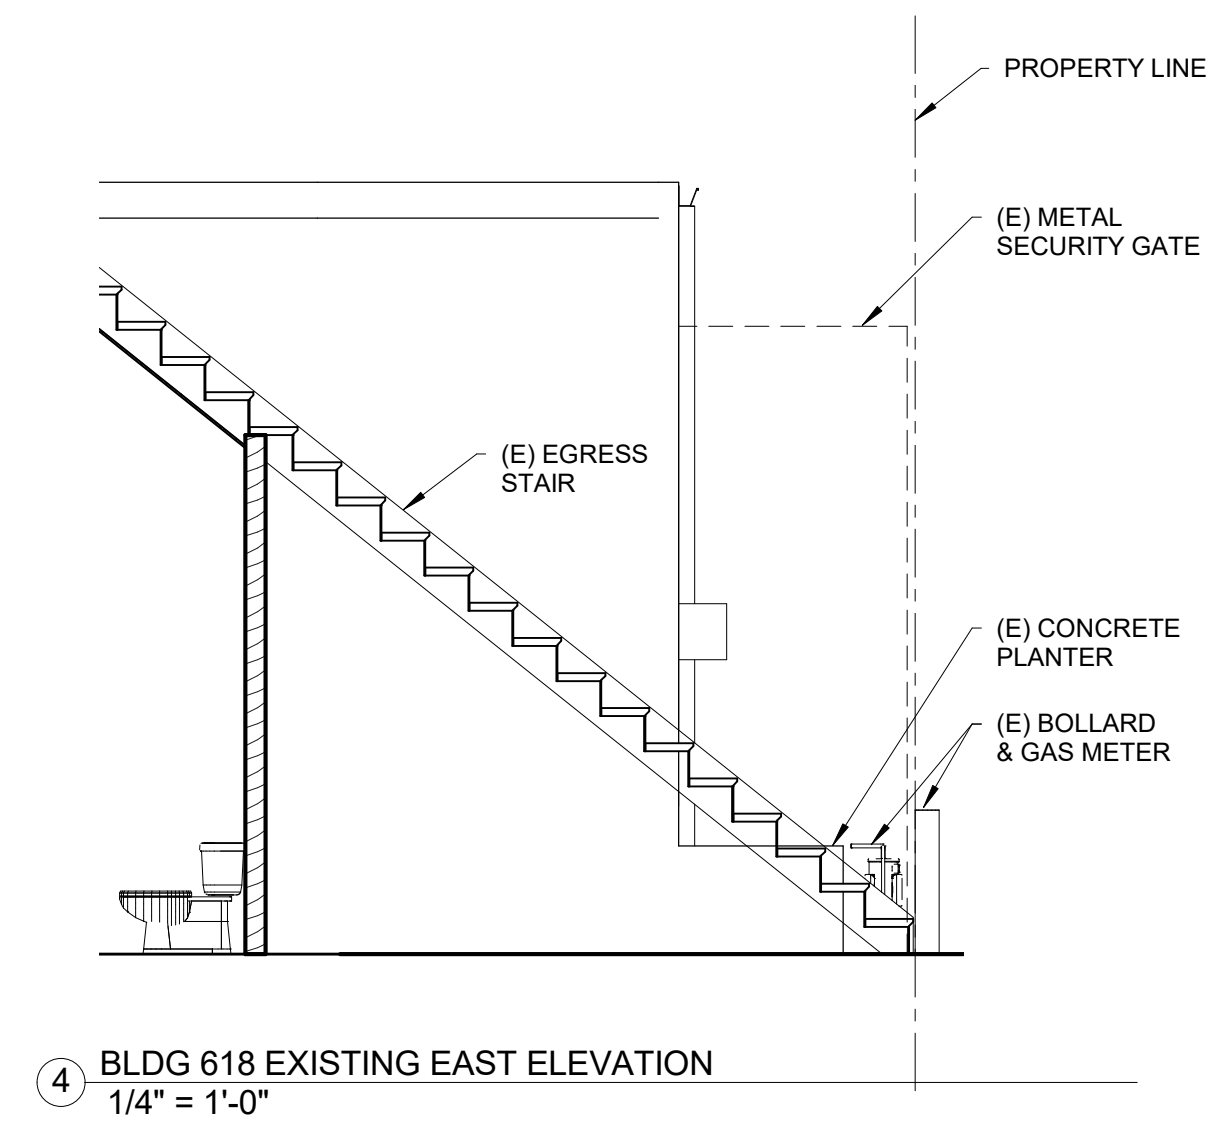 PROPERTY LINE
(E) METAL
SECURITY GATE
(E) EGRESS
STAIR
(E) CONCRETE
PLANTER
(E) BOLLARD
& GAS METER
4
BLDG 618 EXISTING EAST ELEVATION
1/4" = 1'-0"